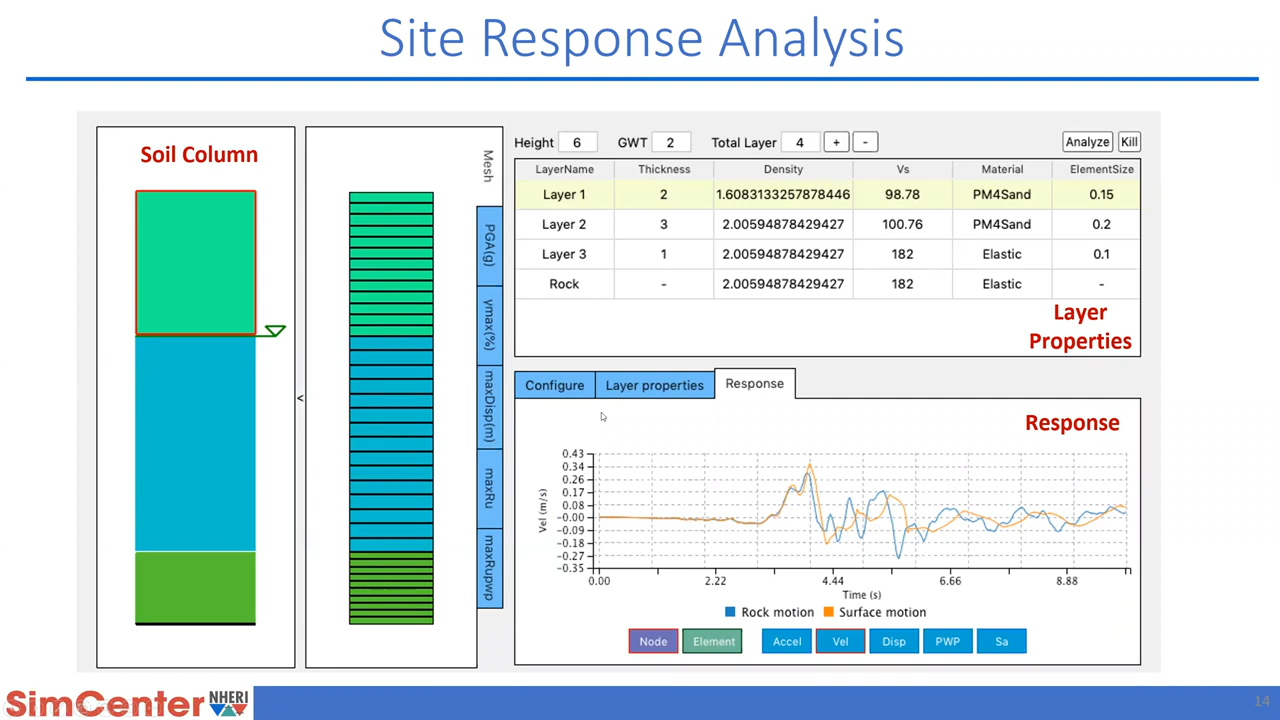 Site Response Analysis
Soil Column
Mesh
PGA(g)
γmax(%)
maxDisp(m)
maxRu
maxRupwp
<
Height 6 GWT 2 Total Layer 4 + - Analyze Kill
LayerName Thickness Density Vs Material ElementSize
Layer 1 2 1.6083133257878446 98.78 PM4Sand 0.15
Layer 2 3 2.00594878429427 100.76 PM4Sand 0.2
Layer 3 1 2.00594878429427 182 Elastic 0.1
Rock - 2.00594878429427 182 Elastic -
Layer
Properties
Configure Layer properties Response
Response
Vel (m/s)
0.43
0.34
0.26
0.17
0.08
-0.00
-0.09
-0.18
-0.27
-0.35
0.00 2.22 4.44 6.66 8.88
Time (s)
Rock motion Surface motion
Node Element Accel Vel Disp PWP Sa
SimCenter NHERI
14